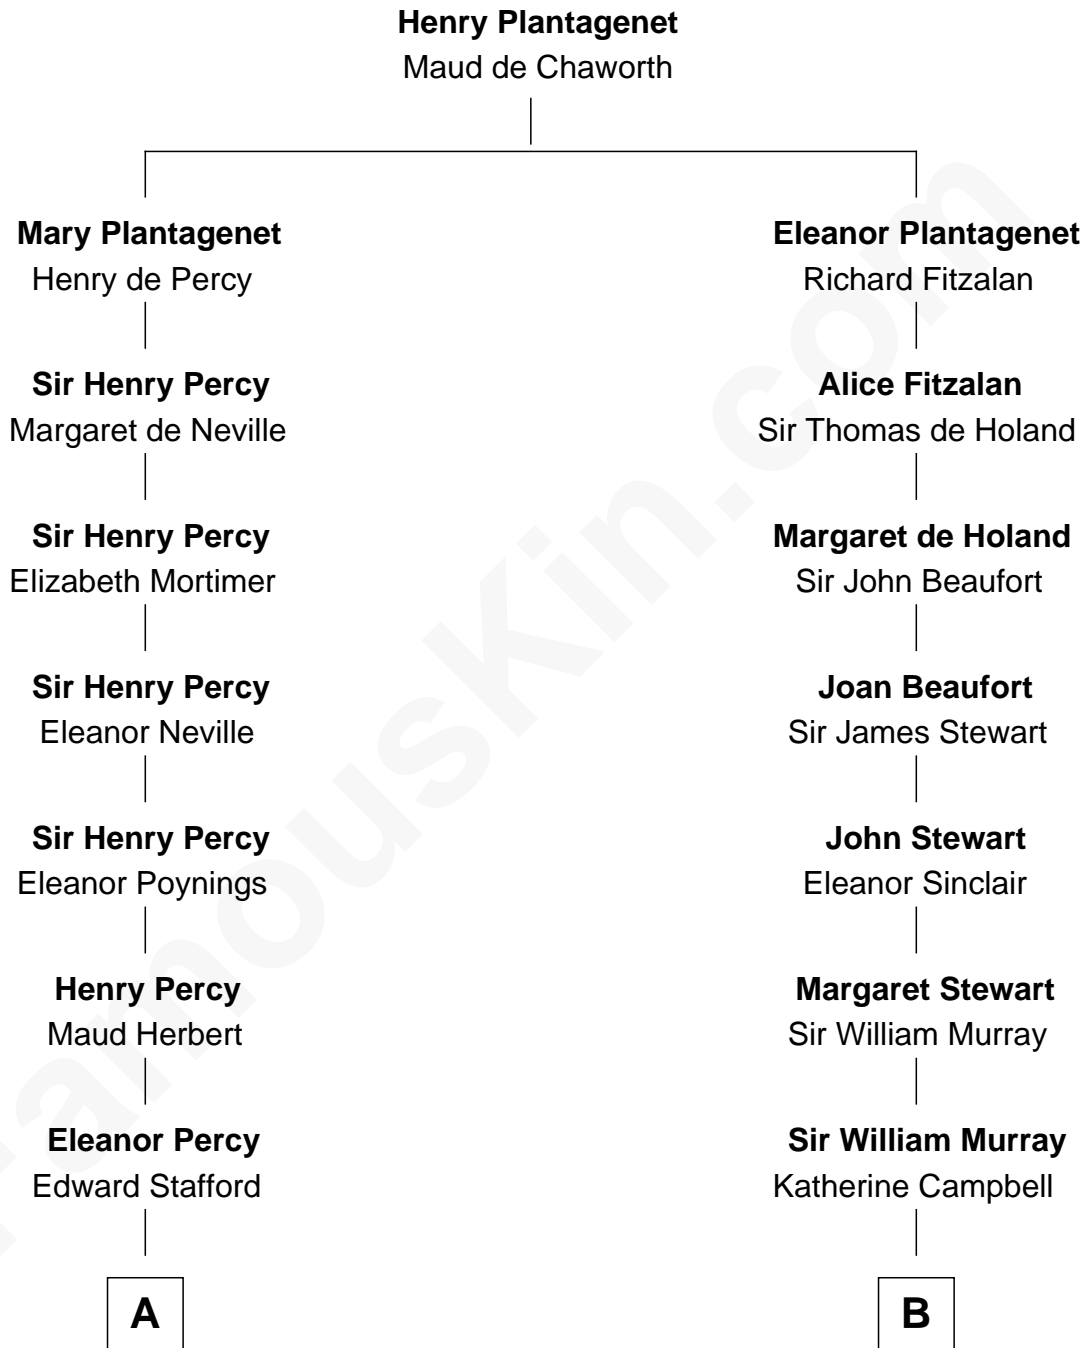 Henry Plantagenet
Maud de Chaworth
Mary Plantagenet
Henry de Percy
Sir Henry Percy
Margaret de Neville
Sir Henry Percy
Elizabeth Mortimer
Sir Henry Percy
Eleanor Neville
Sir Henry Percy
Eleanor Poynings
Henry Percy
Maud Herbert
Eleanor Percy
Edward Stafford
A
Eleanor Plantagenet
Richard Fitzalan
Alice Fitzalan
Sir Thomas de Holand
Margaret de Holand
Sir John Beaufort
Joan Beaufort
Sir James Stewart
John Stewart
Eleanor Sinclair
Margaret Stewart
Sir William Murray
Sir William Murray
Katherine Campbell
B
FamousKin.com